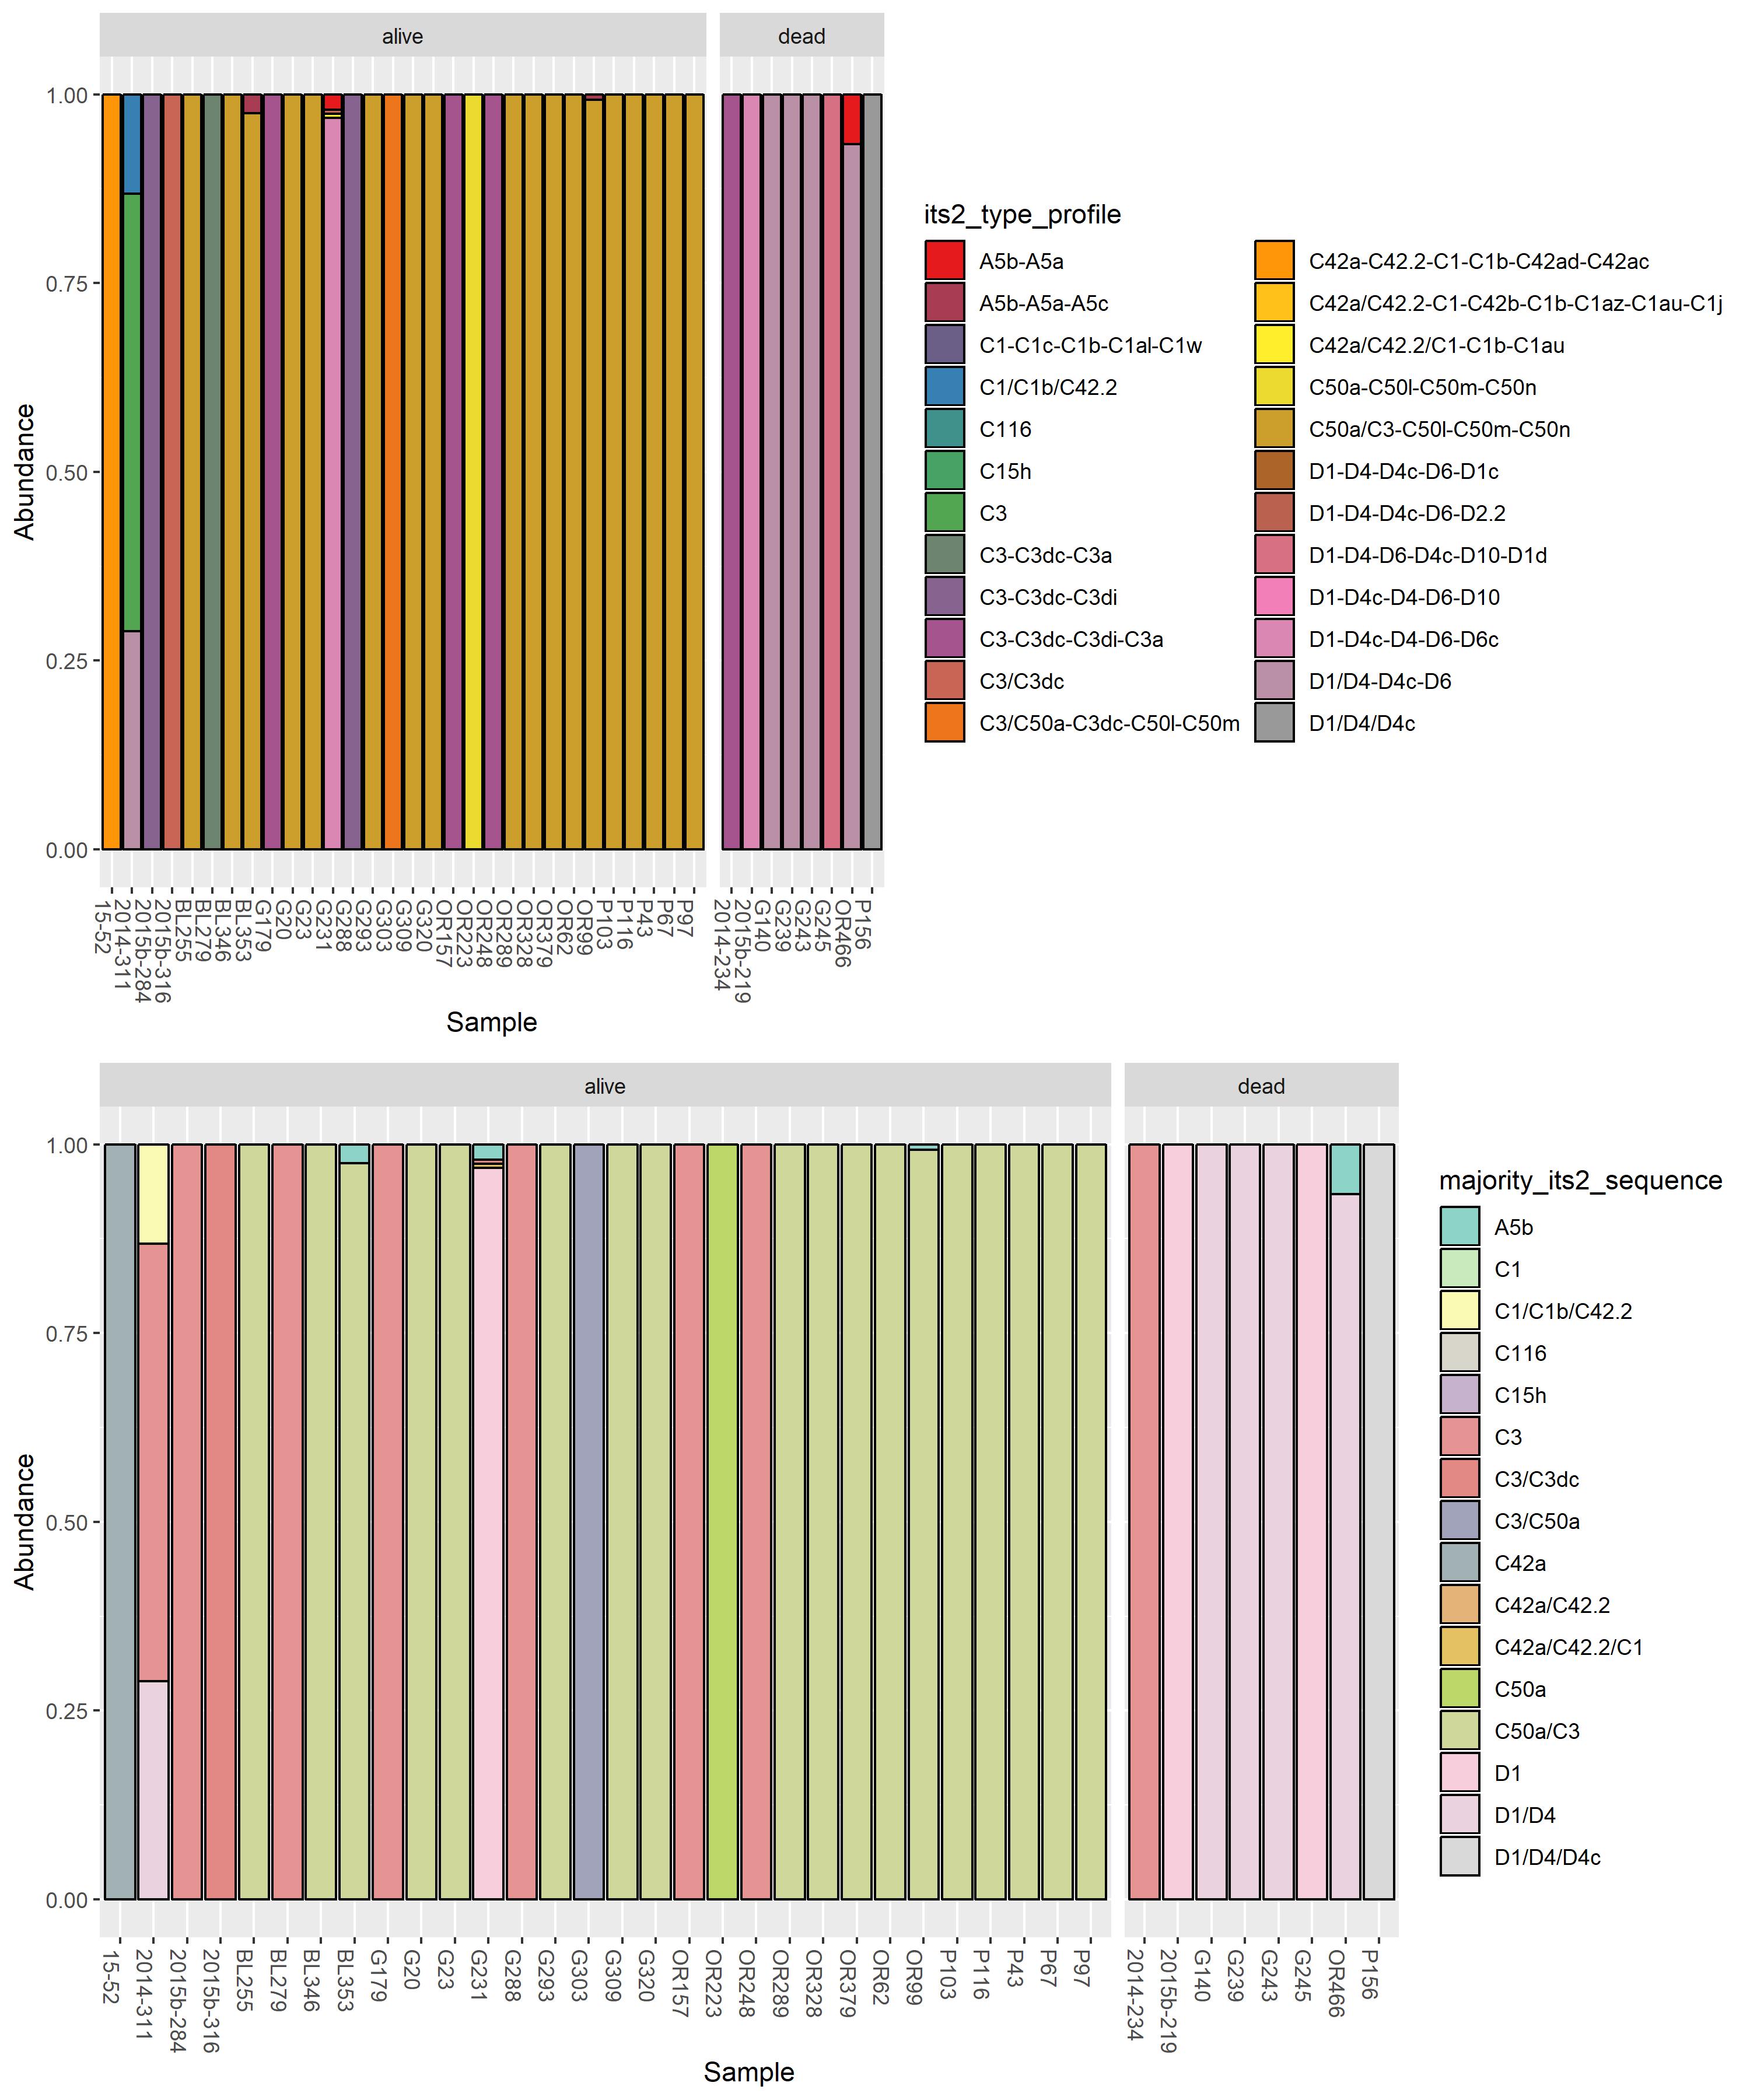 alive
dead
1.00
0.75
0.50
0.25
0.00
Abundance
15-52
2014-311
2015b-284
2015b-316
BL255
BL279
BL346
BL353
G179
G20
G23
G231
G288
G293
G303
G309
G320
OR157
OR223
OR248
OR289
OR328
OR379
OR62
OR99
P103
P116
P43
P67
P97
2014-234
2015b-219
G140
G239
G243
G245
OR466
P156
Sample
its2_type_profile
A5b-A5a
A5b-A5a-A5c
C1-C1c-C1b-C1al-C1w
C1/C1b/C42.2
C116
C15h
C3
C3-C3dc-C3a
C3-C3dc-C3di
C3-C3dc-C3di-C3a
C3/C3dc
C3/C50a-C3dc-C50l-C50m
C42a-C42.2-C1-C1b-C42ad-C42ac
C42a/C42.2-C1-C42b-C1b-C1az-C1au-C1j
C42a/C42.2/C1-C1b-C1au
C50a-C50l-C50m-C50n
C50a/C3-C50l-C50m-C50n
D1-D4-D4c-D6-D1c
D1-D4-D4c-D6-D2.2
D1-D4-D6-D4c-D10-D1d
D1-D4c-D4-D6-D10
D1-D4c-D4-D6-D6c
D1/D4-D4c-D6
D1/D4/D4c
alive
dead
1.00
0.75
0.50
0.25
0.00
Abundance
15-52
2014-311
2015b-284
2015b-316
BL255
BL279
BL346
BL353
G179
G20
G23
G231
G288
G293
G303
G309
G320
OR157
OR223
OR248
OR289
OR328
OR379
OR62
OR99
P103
P116
P43
P67
P97
2014-234
2015b-219
G140
G239
G243
G245
OR466
P156
Sample
majority_its2_sequence
A5b
C1
C1/C1b/C42.2
C116
C15h
C3
C3/C3dc
C3/C50a
C42a
C42a/C42.2
C42a/C42.2/C1
C50a
C50a/C3
D1
D1/D4
D1/D4/D4c